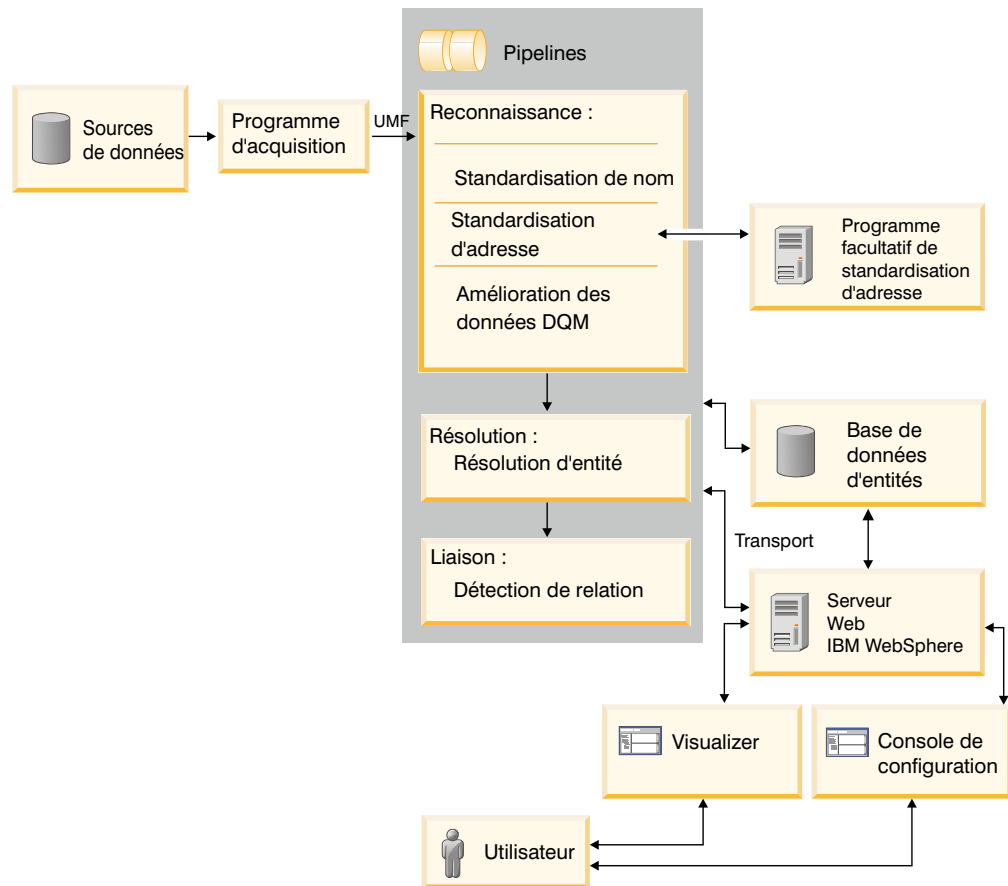 Pipelines
Sources
de données
Programme
d'acquisition
UMF
Reconnaissance :
Standardisation de nom
Standardisation
d'adresse
Amélioration des
données DQM
Programme
facultatif de
standardisation
d'adresse
Résolution :
Résolution d'entité
Base de
données
d'entités
Liaison :
Détection de relation
Transport
Serveur
Web
IBM WebSphere
Visualizer
Console de
configuration
Utilisateur